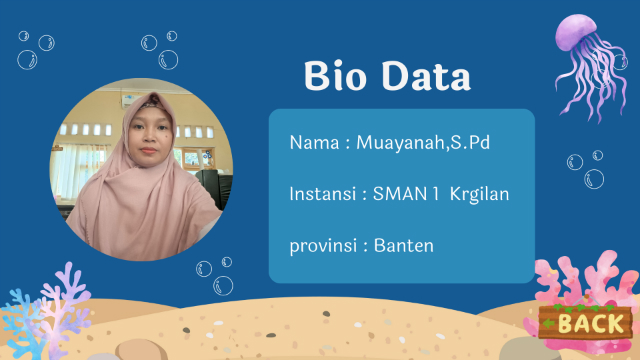 Bio Data
Nama : Muayanah,S.Pd
Instansi : SMAN 1 Krgilan
provinsi : Banten
BACK